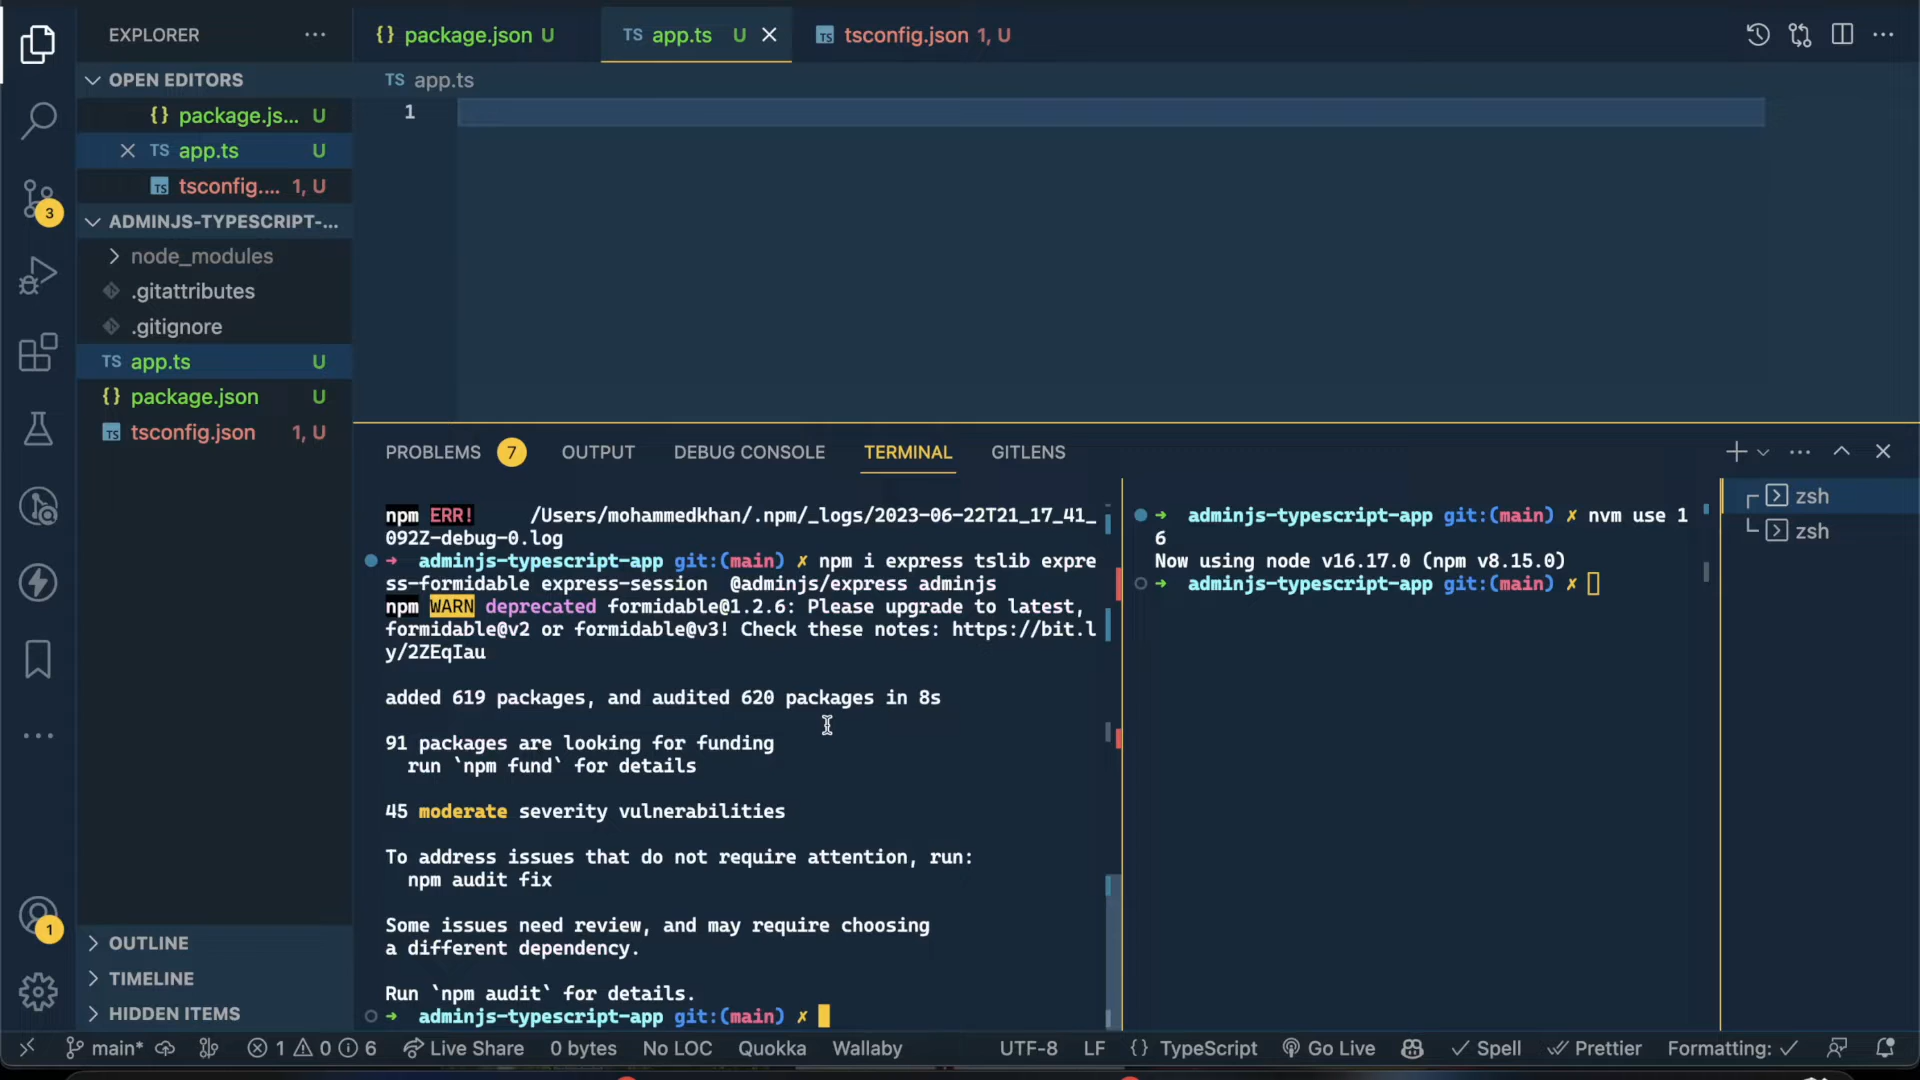 EXPLORER
{} package.json U
TS app.ts U
TS tsconfig.json 1, U
OPEN EDITORS
TS app.ts
{} package.js... U
1
TS app.ts U
TS tsconfig.... 1, U
3
ADMINJS-TYPESCRIPT-...
node_modules
.gitattributes
.gitignore
TS app.ts U
{} package.json U
TS tsconfig.json 1, U
PROBLEMS 7 OUTPUT DEBUG CONSOLE TERMINAL GITLENS
npm ERR! /Users/mohammedkhan/.npm/_logs/2023-06-22T21_17_41_
092Z-debug-0.log
→ adminjs-typescript-app git:(main) ✗ npm i express tslib expre
ss-formidable express-session @adminjs/express adminjs
npm WARN deprecated formidable@1.2.6: Please upgrade to latest,
formidable@v2 or formidable@v3! Check these notes: https://bit.l
y/2ZEqIau
added 619 packages, and audited 620 packages in 8s
91 packages are looking for funding
run `npm fund` for details
45 moderate severity vulnerabilities
To address issues that do not require attention, run:
npm audit fix
Some issues need review, and may require choosing
a different dependency.
Run `npm audit` for details.
→ adminjs-typescript-app git:(main) ✗
→ adminjs-typescript-app git:(main) ✗ nvm use 1
6
Now using node v16.17.0 (npm v8.15.0)
→ adminjs-typescript-app git:(main) ✗
zsh
zsh
1
OUTLINE
TIMELINE
HIDDEN ITEMS
main* 1 0 6 Live Share 0 bytes No LOC Quokka Wallaby UTF-8 LF {} TypeScript Go Live Spell Prettier Formatting: ✓